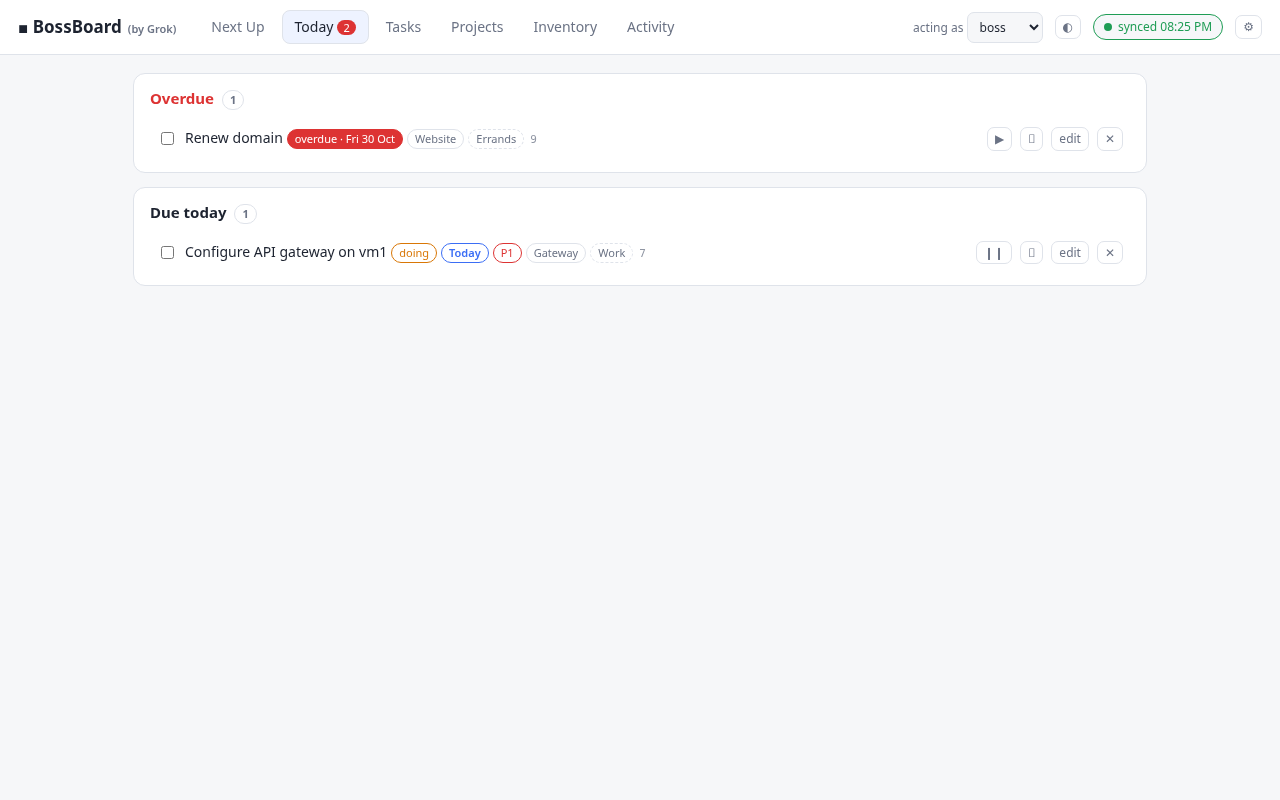 ■ BossBoard (by Grok) Next Up Today 2 Tasks Projects Inventory Activity acting as boss ◐ synced 08:25 PM ⚙
Overdue 1
Renew domain overdue · Fri 30 Oct Website Errands 9 ▶ edit ✕
Due today 1
Configure API gateway on vm1 doing Today P1 Gateway Work 7 ❙❙ edit ✕